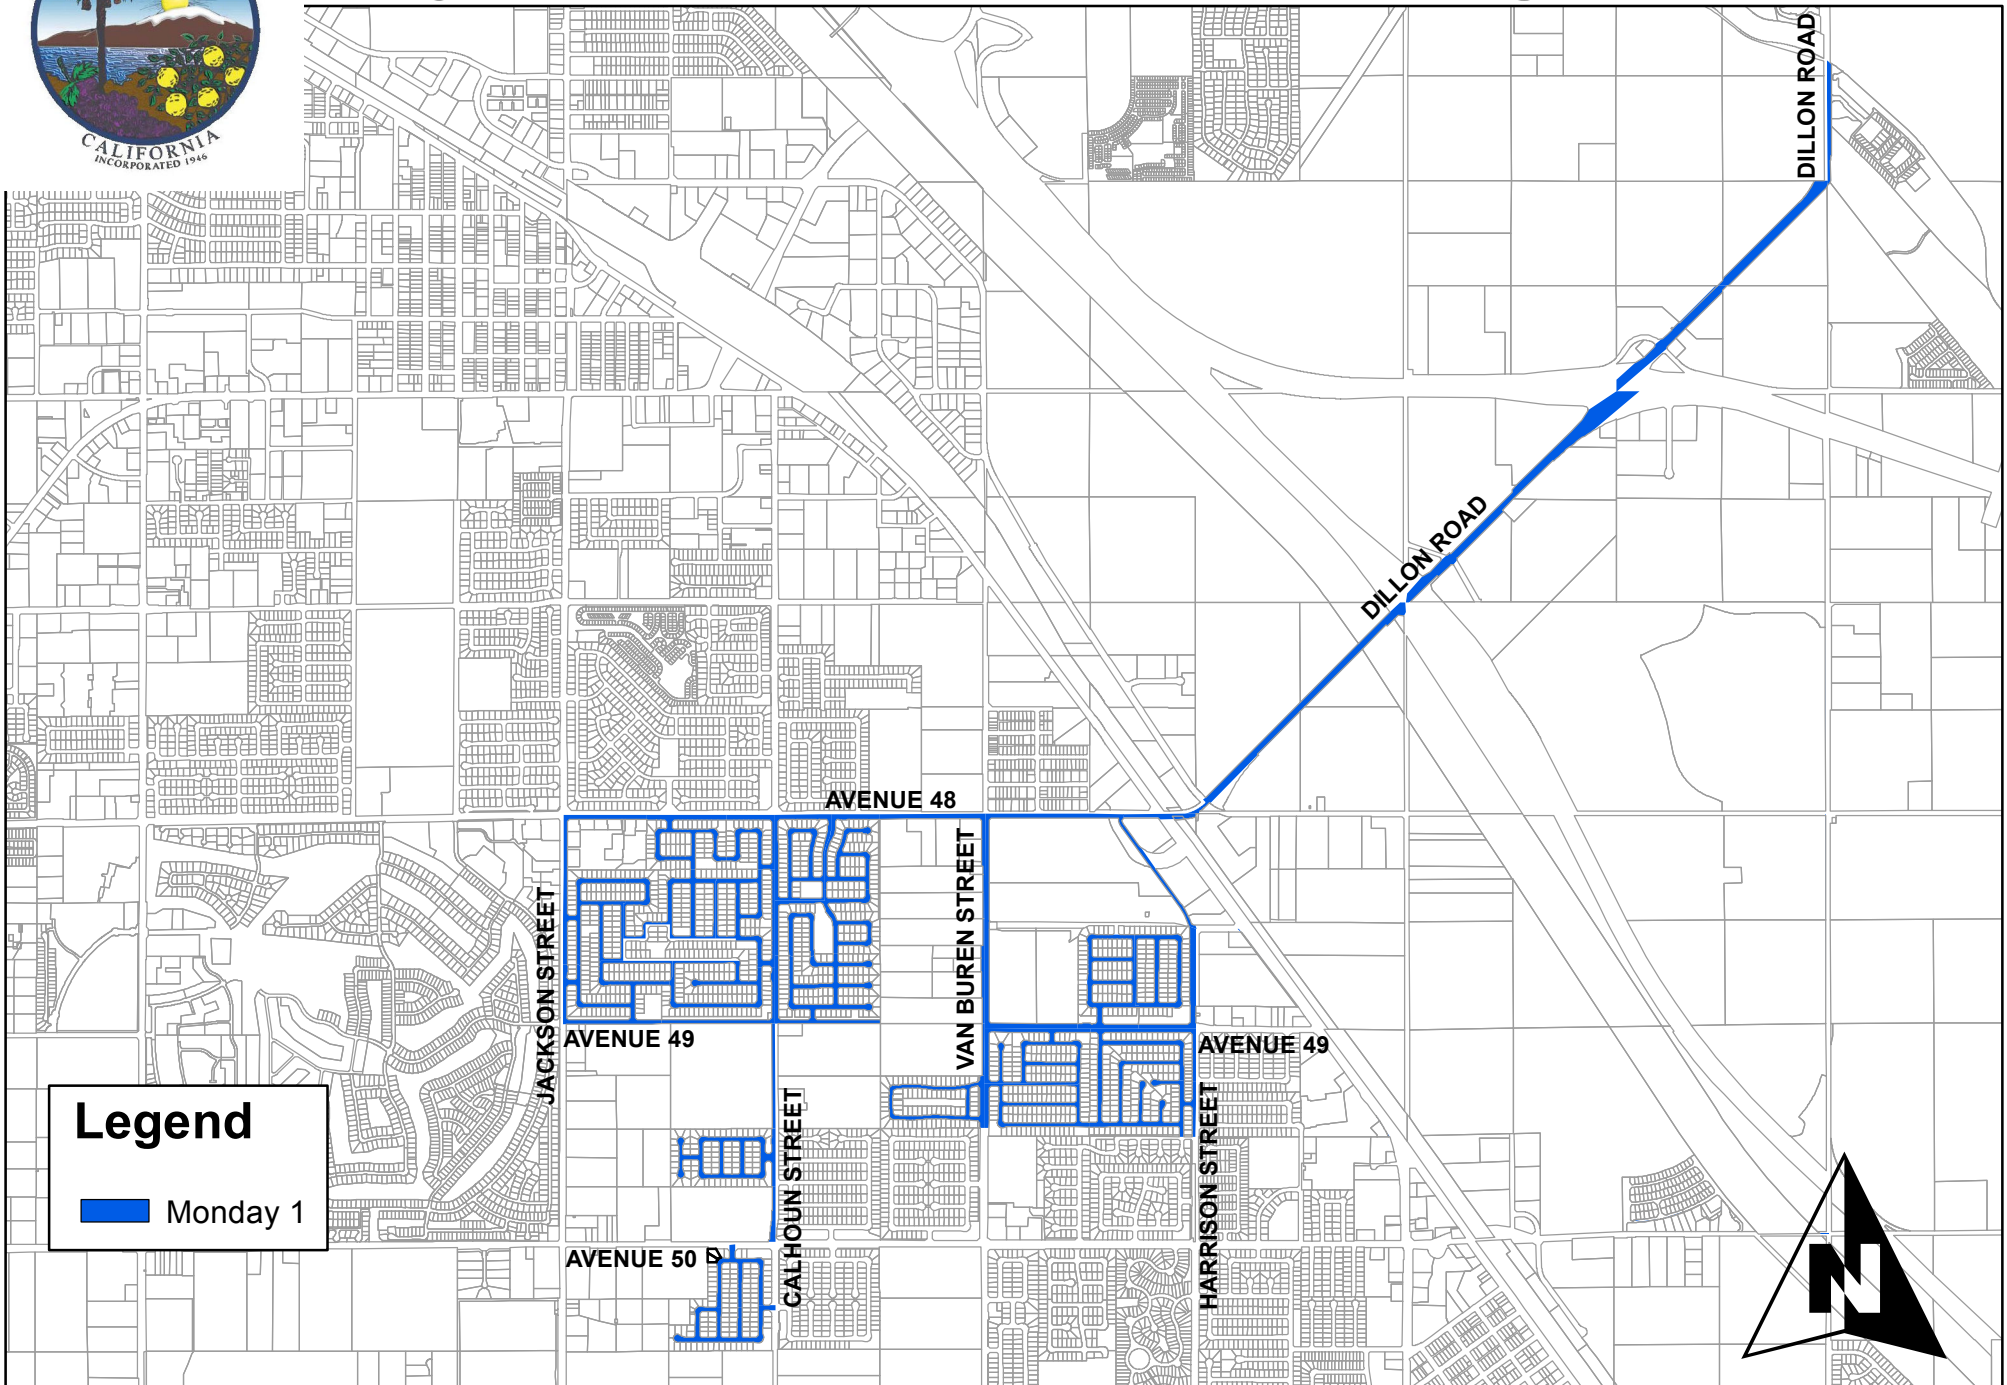 CALIFORNIA
INCORPORATED 1946
DILLON ROAD
DILLON ROAD
AVENUE 48
VAN BUREN STREET
JACKSON STREET
AVENUE 49
AVENUE 49
CALHOUN STREET
HARRISON STREET
AVENUE 50
Legend
Monday 1
N